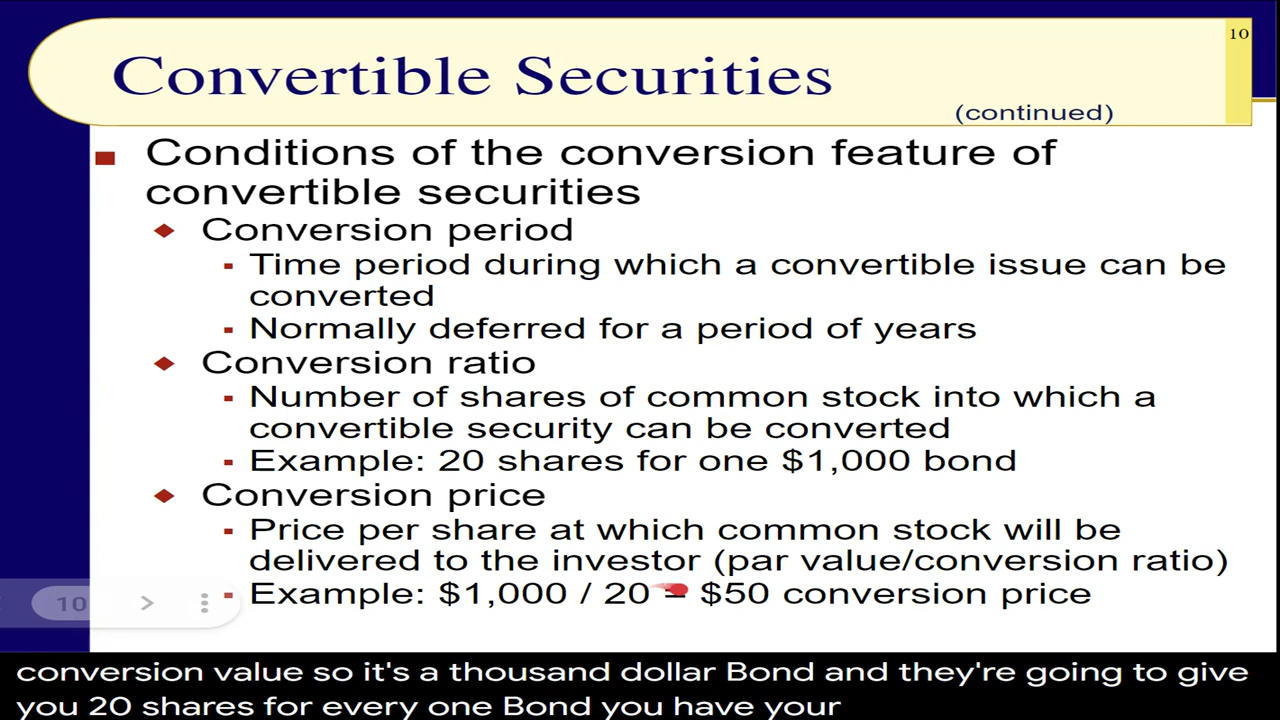 10
Convertible Securities
(continued)
Conditions of the conversion feature of
convertible securities
Conversion period
Time period during which a convertible issue can be
converted
Normally deferred for a period of years
Conversion ratio
Number of shares of common stock into which a
convertible security can be converted
Example: 20 shares for one $1,000 bond
Conversion price
Price per share at which common stock will be
delivered to the investor (par value/conversion ratio)
Example: $1,000 / 20 = $50 conversion price
10
conversion value so it's a thousand dollar Bond and they're going to give
you 20 shares for every one Bond you have your